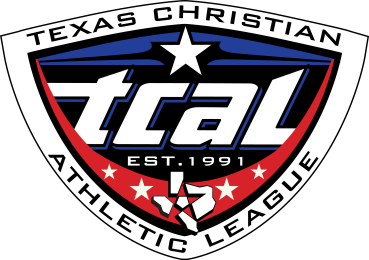 TEXAS CHRISTIAN
tcal
EST.1991
ATHLETIC LEAGUE